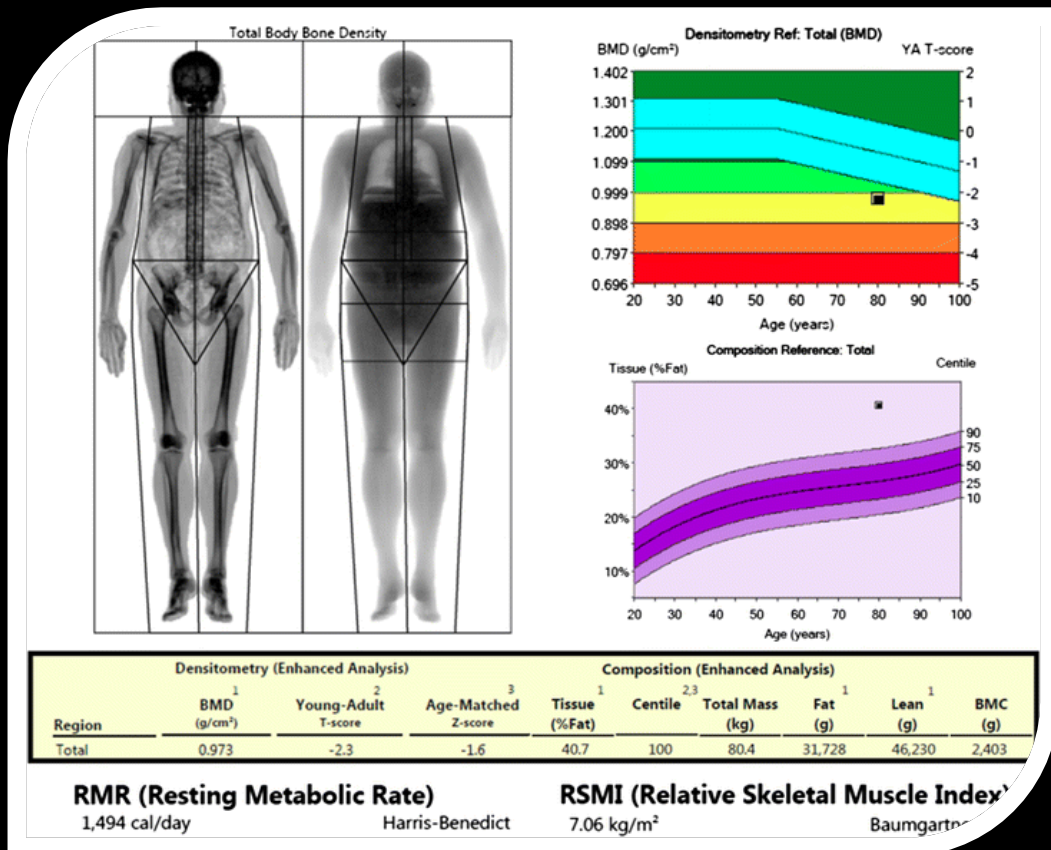 Total Body Bone Density
Densitometry Ref: Total (BMD)
BMD (g/cm²) YA T-score
1.402 2
1.301 1
1.200 0
1.099 -1
0.999 -2
0.898 -3
0.797 -4
0.696 -5
20 30 40 50 60 70 80 90 100
Age (years)
Composition Reference: Total
Tissue (%Fat) Centile
40%
30%
20%
10%
90
75
50
25
10
20 30 40 50 60 70 80 90 100
Age (years)
Densitometry (Enhanced Analysis) Composition (Enhanced Analysis)
1 2 3 1 2,3 1 1
BMD Young-Adult Age-Matched Tissue Centile Total Mass Fat Lean BMC
Region (g/cm²) T-score Z-score (%Fat) (kg) (g) (g) (g)
Total 0.973 -2.3 -1.6 40.7 100 80.4 31,728 46,230 2,403
RMR (Resting Metabolic Rate) RSMI (Relative Skeletal Muscle Index)
1,494 cal/day Harris-Benedict 7.06 kg/m²